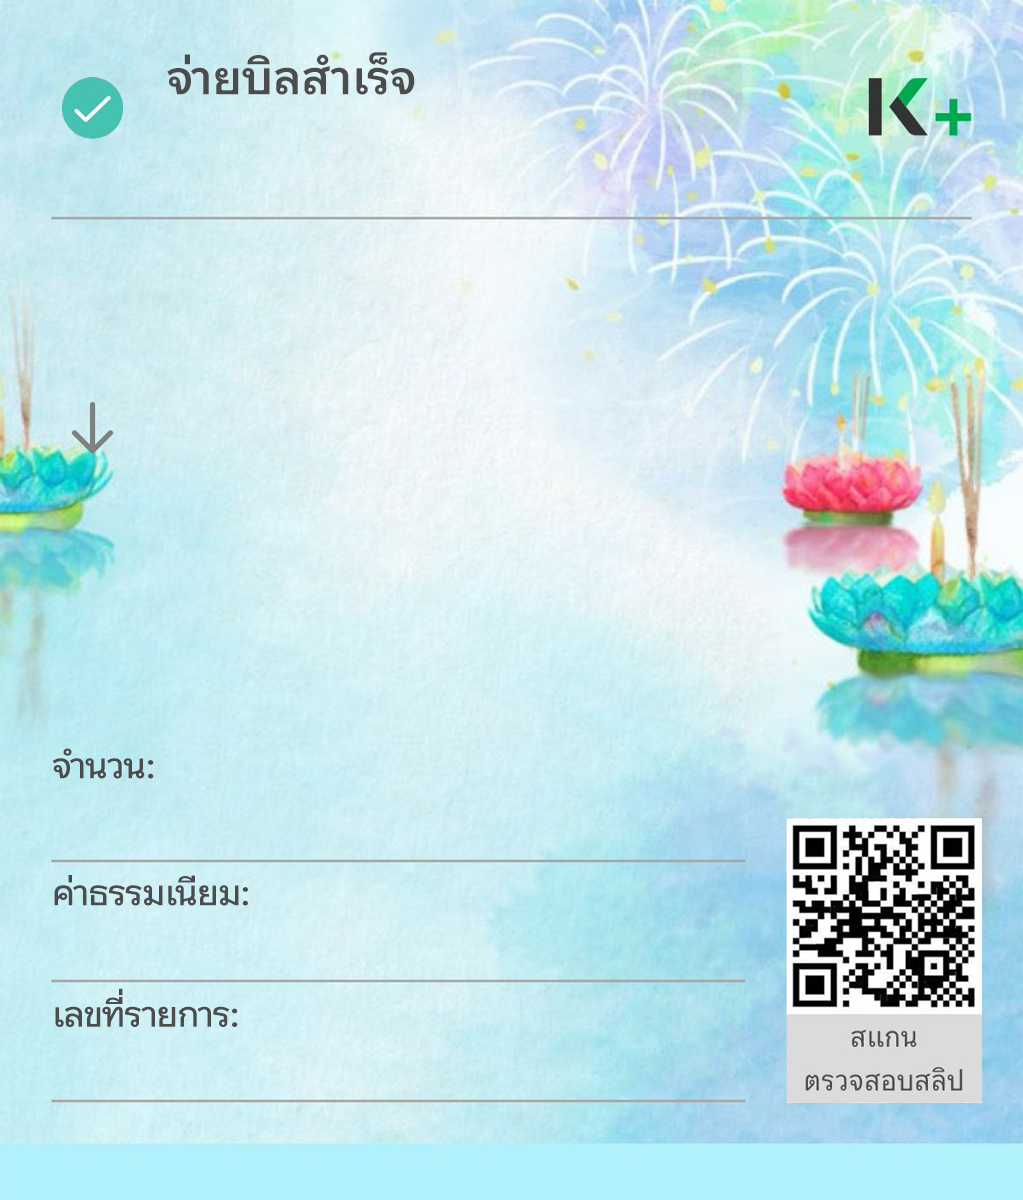 จ่ายบิลสำเร็จ
K+
จำนวน:
ค่าธรรมเนียม:
เลขที่รายการ:
สแกน
ตรวจสอบสลิป